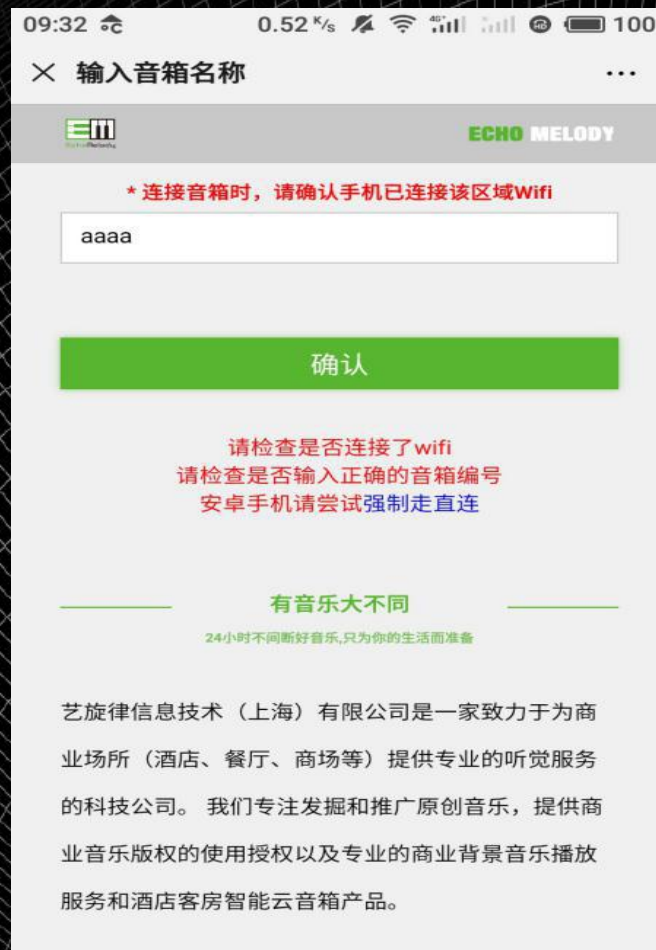 09:32 0.52 K/s 4G HD 100
× 输入音箱名称 ...
EM ECHO MELODY
* 连接音箱时，请确认手机已连接该区域Wifi
aaaa
确认
请检查是否连接了wifi
请检查是否输入正确的音箱编号
安卓手机请尝试强制走直连
有音乐大不同
24小时不间断好音乐,只为你的生活而准备
艺旋律信息技术（上海）有限公司是一家致力于为商
业场所（酒店、餐厅、商场等）提供专业的听觉服务
的科技公司。 我们专注发掘和推广原创音乐，提供商
业音乐版权的使用授权以及专业的商业背景音乐播放
服务和酒店客房智能云音箱产品。